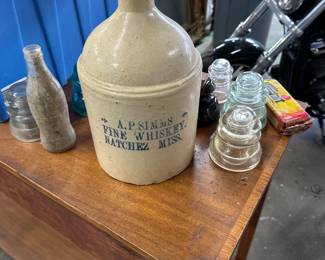 A.P. SIMMS
FINE WHISKEY.
NATCHEZ MISS.